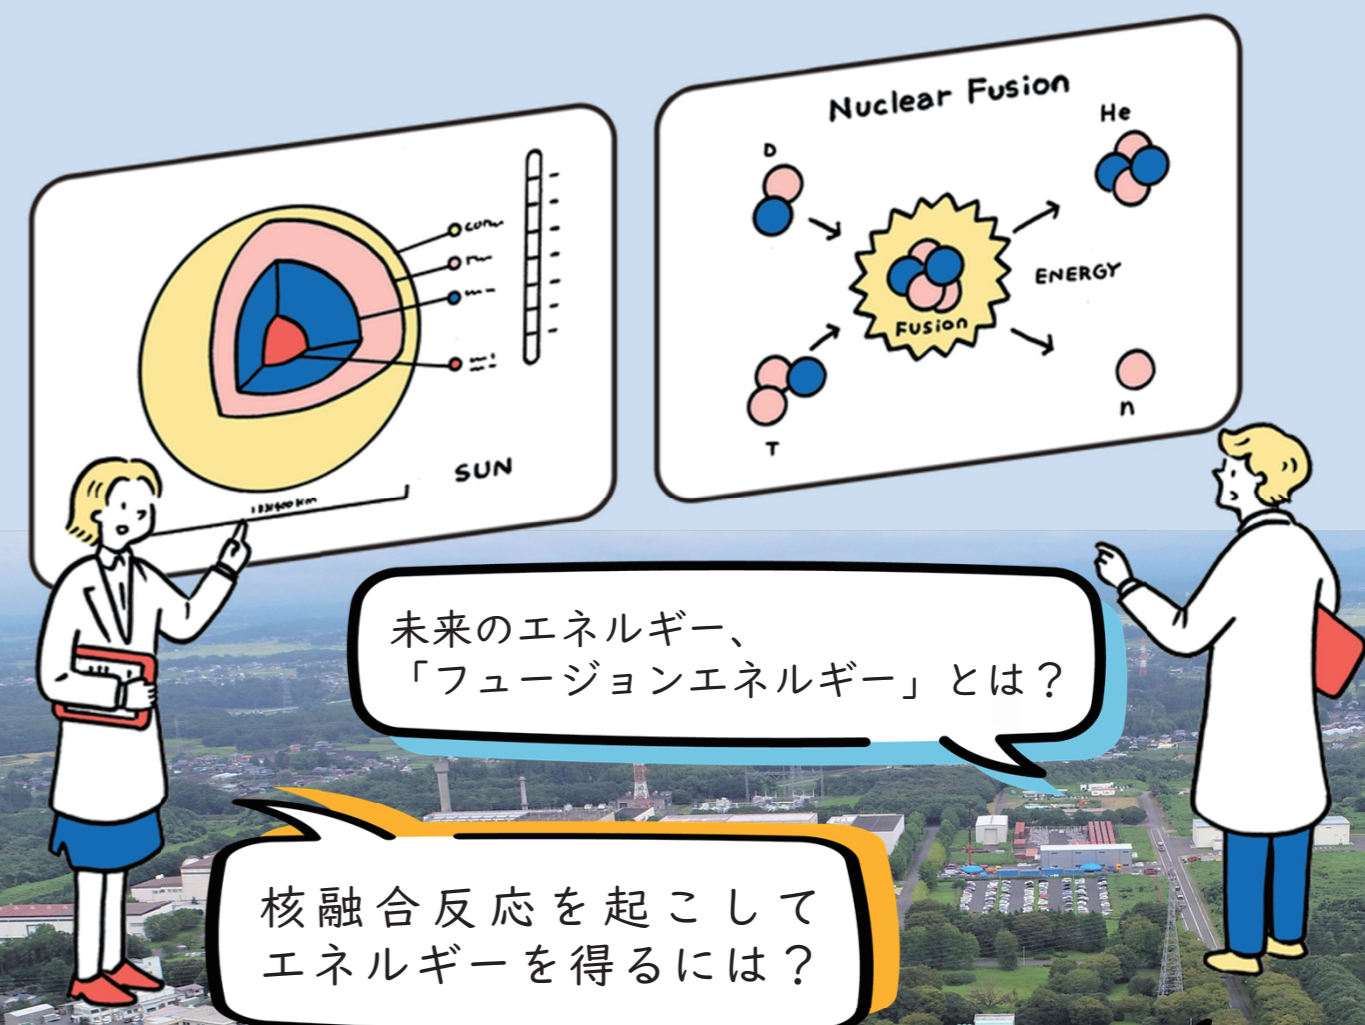 Nuclear Fusion
D
He
Fusion
ENERGY
T
n
SUN
未来のエネルギー、
「フュージョンエネルギー」とは？
核融合反応を起こして
エネルギーを得るには？